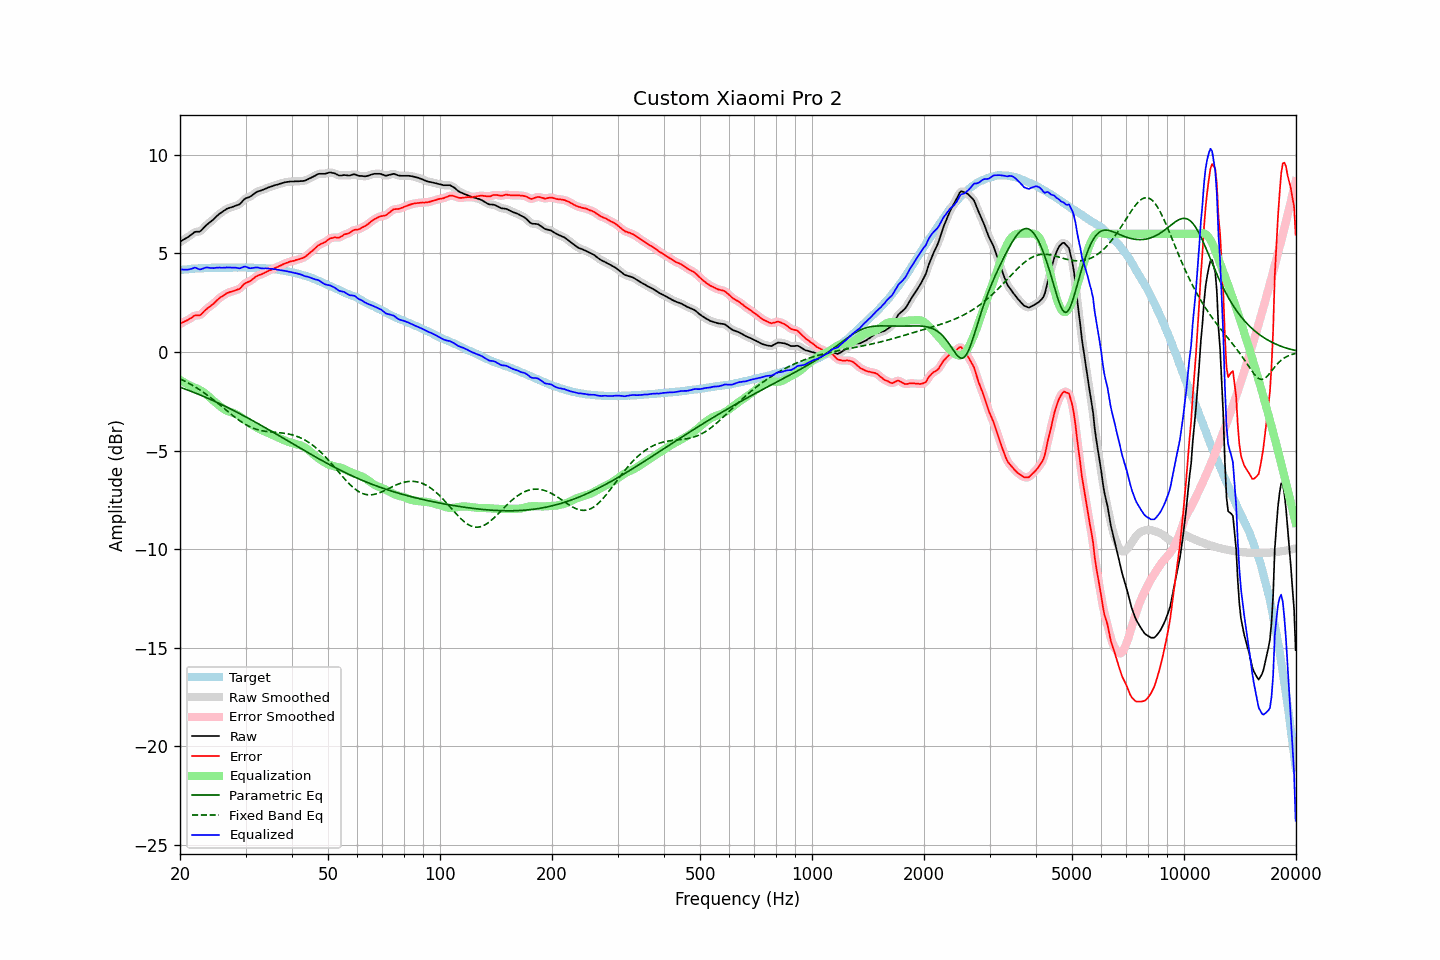 Custom Xiaomi Pro 2
Amplitude (dBr)
10
5
0
−5
−10
−15
−20
−25
Target
Raw Smoothed
Error Smoothed
Raw
Error
Equalization
Parametric Eq
Fixed Band Eq
Equalized
20 50 100 200 500 1000 2000 5000 10000 20000
Frequency (Hz)